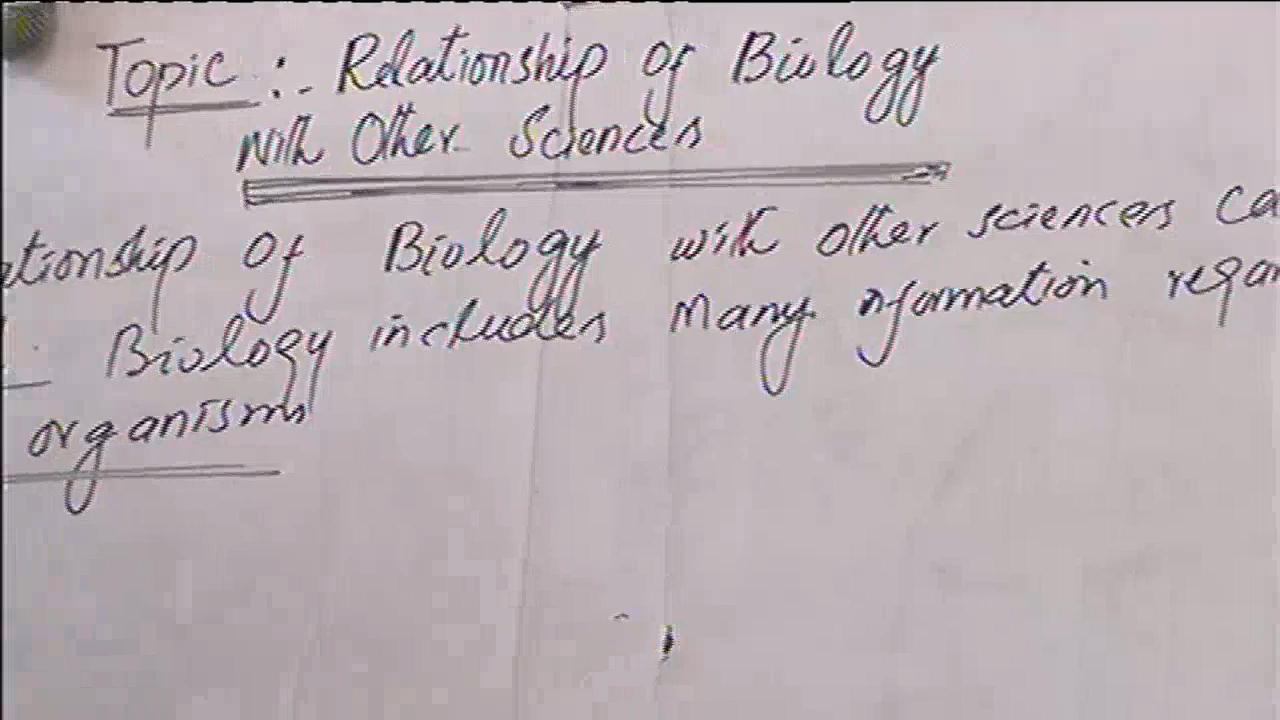 Topic :- Relationship of Biology
with Other Sciences
ationship of Biology with other sciences Ca
Biology includes Many nformation regar
organisms